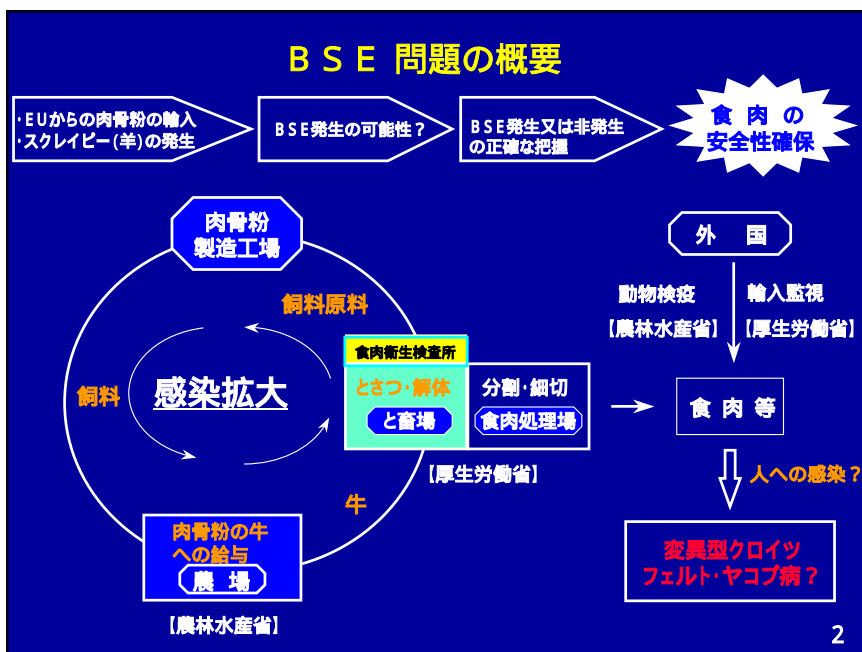 BSE 問題の概要
・EUからの肉骨粉の輸入
・スクレイピー(羊)の発生
BSE発生の可能性？
BSE発生又は非発生
の正確な把握
食肉の
安全性確保
肉骨粉
製造工場
外 国
飼料原料
動物検疫
輸入監視
【農林水産省】
【厚生労働省】
食肉衛生検査所
飼料
感染拡大
とさつ・解体
と畜場
分割・細切
食肉処理場
食肉等
【厚生労働省】
人への感染？
牛
肉骨粉の牛
への給与
農 場
【農林水産省】
変異型クロイツ
フェルト・ヤコブ病？
2